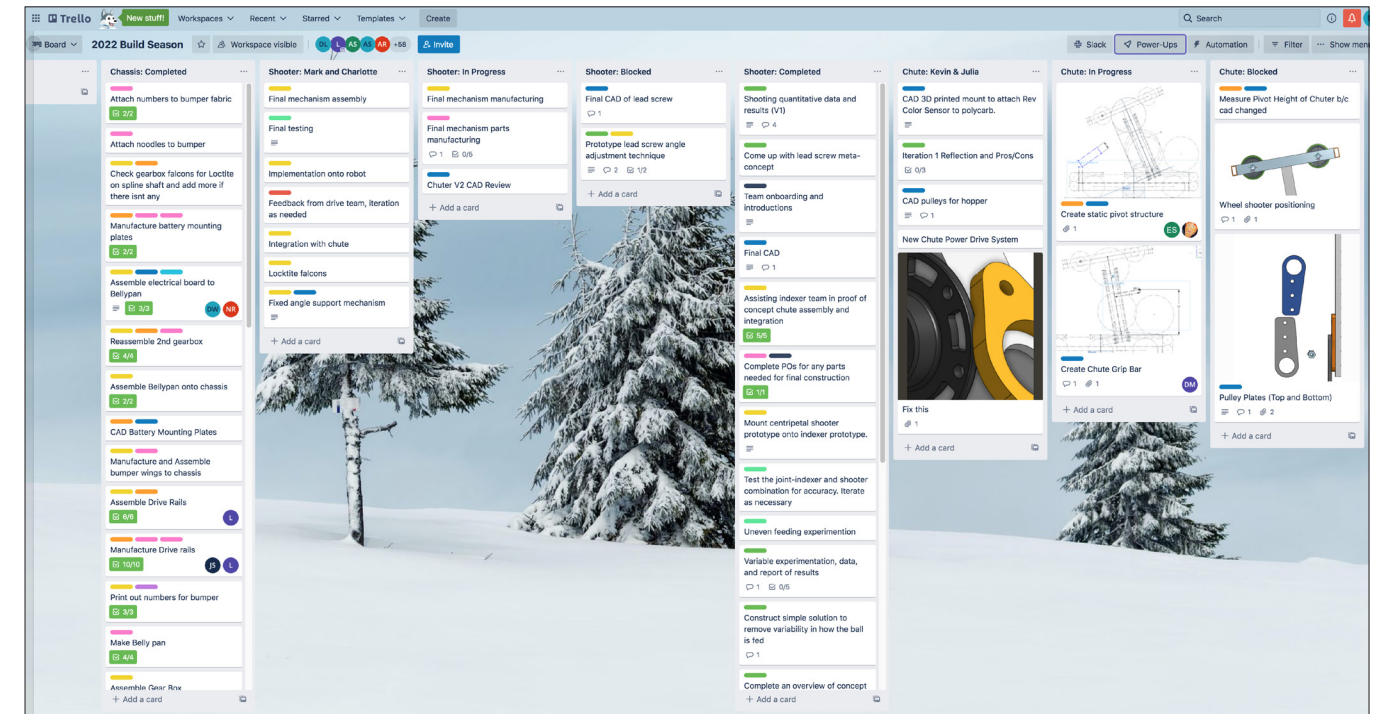 Trello
New stuff!
Workspaces
Recent
Starred
Templates
Create
Search
Board
2022 Build Season
Workspace visible
DL
L
AS
AS
AR
+58
Invite
Slack
Power-Ups
Automation
Filter
Show menu
Chassis: Completed
Attach numbers to bumper fabric
2/2
Attach noodles to bumper
Check gearbox falcons for Loctite
on spline shaft and add more if
there isnt any
Manufacture battery mounting
plates
2/2
Assemble electrical board to
Bellypan
3/3
DW
NR
Reassemble 2nd gearbox
4/4
Assemble Bellypan onto chassis
2/2
CAD Battery Mounting Plates
Manufacture and Assemble
bumper wings to chassis
Assemble Drive Rails
6/6
L
Manufacture Drive rails
10/10
JS
L
Print out numbers for bumper
3/3
Make Belly pan
4/4
Assemble Gear Box
+ Add a card
Shooter: Mark and Charlotte
Final mechanism assembly
Final testing
Implementation onto robot
Feedback from drive team, iteration
as needed
Integration with chute
Locktite falcons
Fixed angle support mechanism
+ Add a card
Shooter: In Progress
Final mechanism manufacturing
Final mechanism parts
manufacturing
1
0/5
Chuter V2 CAD Review
+ Add a card
Shooter: Blocked
Final CAD of lead screw
1
Prototype lead screw angle
adjustment technique
2
1/2
+ Add a card
Shooter: Completed
Shooting quantitative data and
results (V1)
4
Come up with lead screw meta-
concept
Team onboarding and
introductions
Final CAD
1
Assisting indexer team in proof of
concept chute assembly and
integration
5/5
Complete POs for any parts
needed for final construction
1/1
Mount centripetal shooter
prototype onto indexer prototype.
Test the joint-indexer and shooter
combination for accuracy. Iterate
as necessary
Uneven feeding experimention
Variable experimentation, data,
and report of results
1
0/5
Construct simple solution to
remove variability in how the ball
is fed
1
Complete an overview of concept
+ Add a card
Chute: Kevin & Julia
CAD 3D printed mount to attach Rev
Color Sensor to polycarb.
Iteration 1 Reflection and Pros/Cons
0/3
CAD pulleys for hopper
1
New Chute Power Drive System
Fix this
1
+ Add a card
Chute: In Progress
Create static pivot structure
1
ES
Create Chute Grip Bar
1
1
DM
+ Add a card
Chute: Blocked
Measure Pivot Height of Chuter b/c
cad changed
Wheel shooter positioning
1
1
Pulley Plates (Top and Bottom)
1
2
+ Add a card